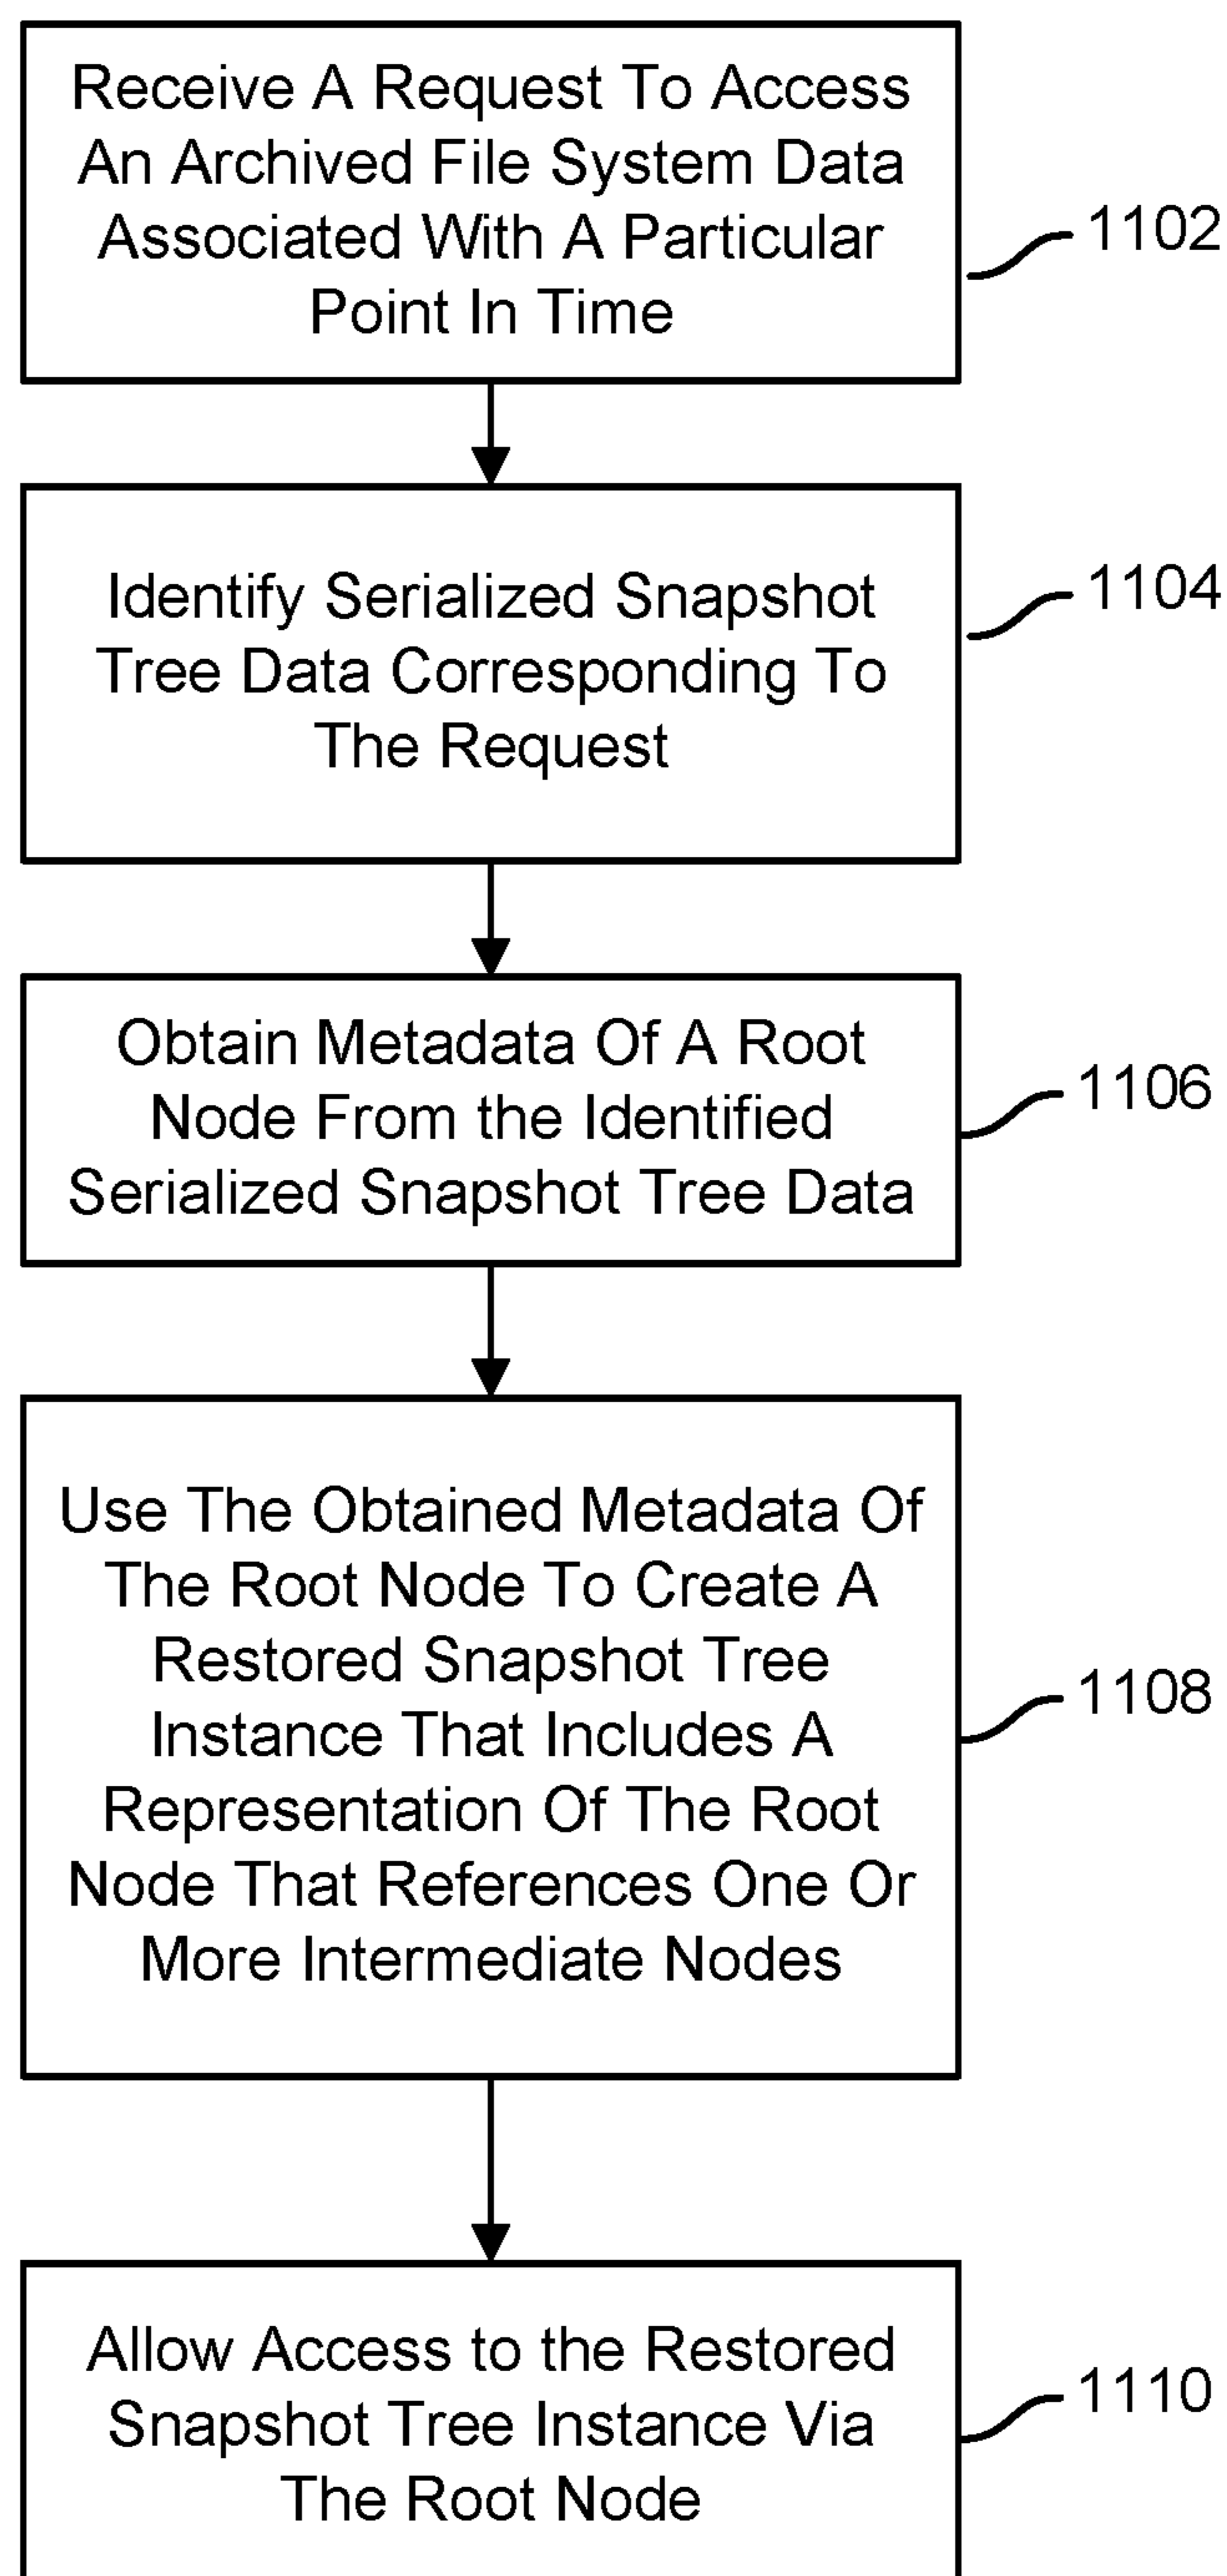 Receive A Request To Access
An Archived File System Data
Associated With A Particular
Point In Time
1102
Identify Serialized Snapshot
Tree Data Corresponding To
The Request
1104
Obtain Metadata Of A Root
Node From the Identified
Serialized Snapshot Tree Data
1106
Use The Obtained Metadata Of
The Root Node To Create A
Restored Snapshot Tree
Instance That Includes A
Representation Of The Root
Node That References One Or
More Intermediate Nodes
1108
Allow Access to the Restored
Snapshot Tree Instance Via
The Root Node
1110